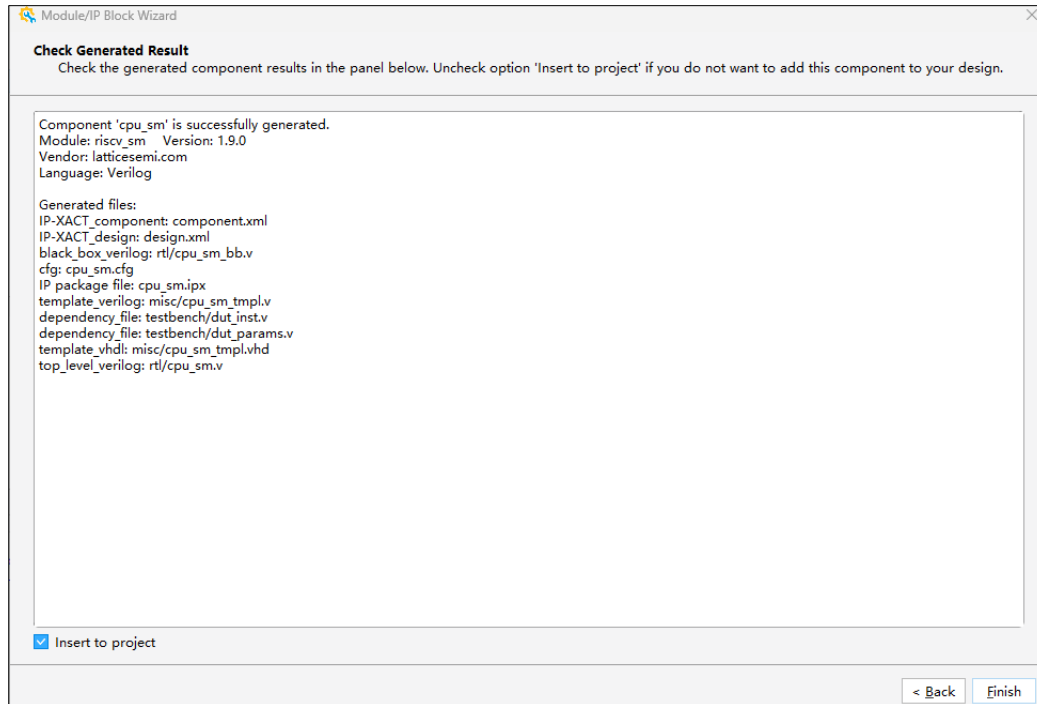 Module/IP Block Wizard
Check Generated Result
Check the generated component results in the panel below. Uncheck option 'Insert to project' if you do not want to add this component to your design.
Component 'cpu_sm' is successfully generated.
Module: riscv_sm    Version: 1.9.0
Vendor: latticesemi.com
Language: Verilog
Generated files:
IP-XACT_component: component.xml
IP-XACT_design: design.xml
black_box_verilog: rtl/cpu_sm_bb.v
cfg: cpu_sm.cfg
IP package file: cpu_sm.ipx
template_verilog: misc/cpu_sm_tmpl.v
dependency_file: testbench/dut_inst.v
dependency_file: testbench/dut_params.v
template_vhdl: misc/cpu_sm_tmpl.vhd
top_level_verilog: rtl/cpu_sm.v
Insert to project
< Back
Finish